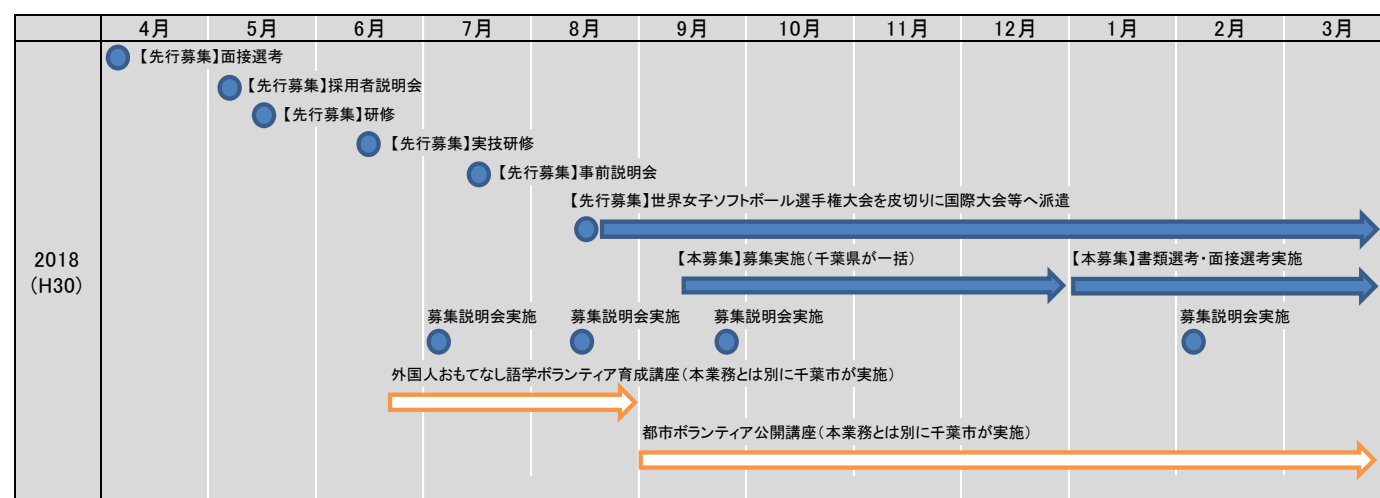 4月 5月 6月 7月 8月 9月 10月 11月 12月 1月 2月 3月
2018
(H30)
【先行募集】面接選考
【先行募集】採用者説明会
【先行募集】研修
【先行募集】実技研修
【先行募集】事前説明会
【先行募集】世界女子ソフトボール選手権大会を皮切りに国際大会等へ派遣
【本募集】募集実施(千葉県が一括) 【本募集】書類選考・面接選考実施
募集説明会実施 募集説明会実施 募集説明会実施 募集説明会実施
外国人おもてなし語学ボランティア育成講座(本業務とは別に千葉市が実施)
都市ボランティア公開講座(本業務とは別に千葉市が実施)